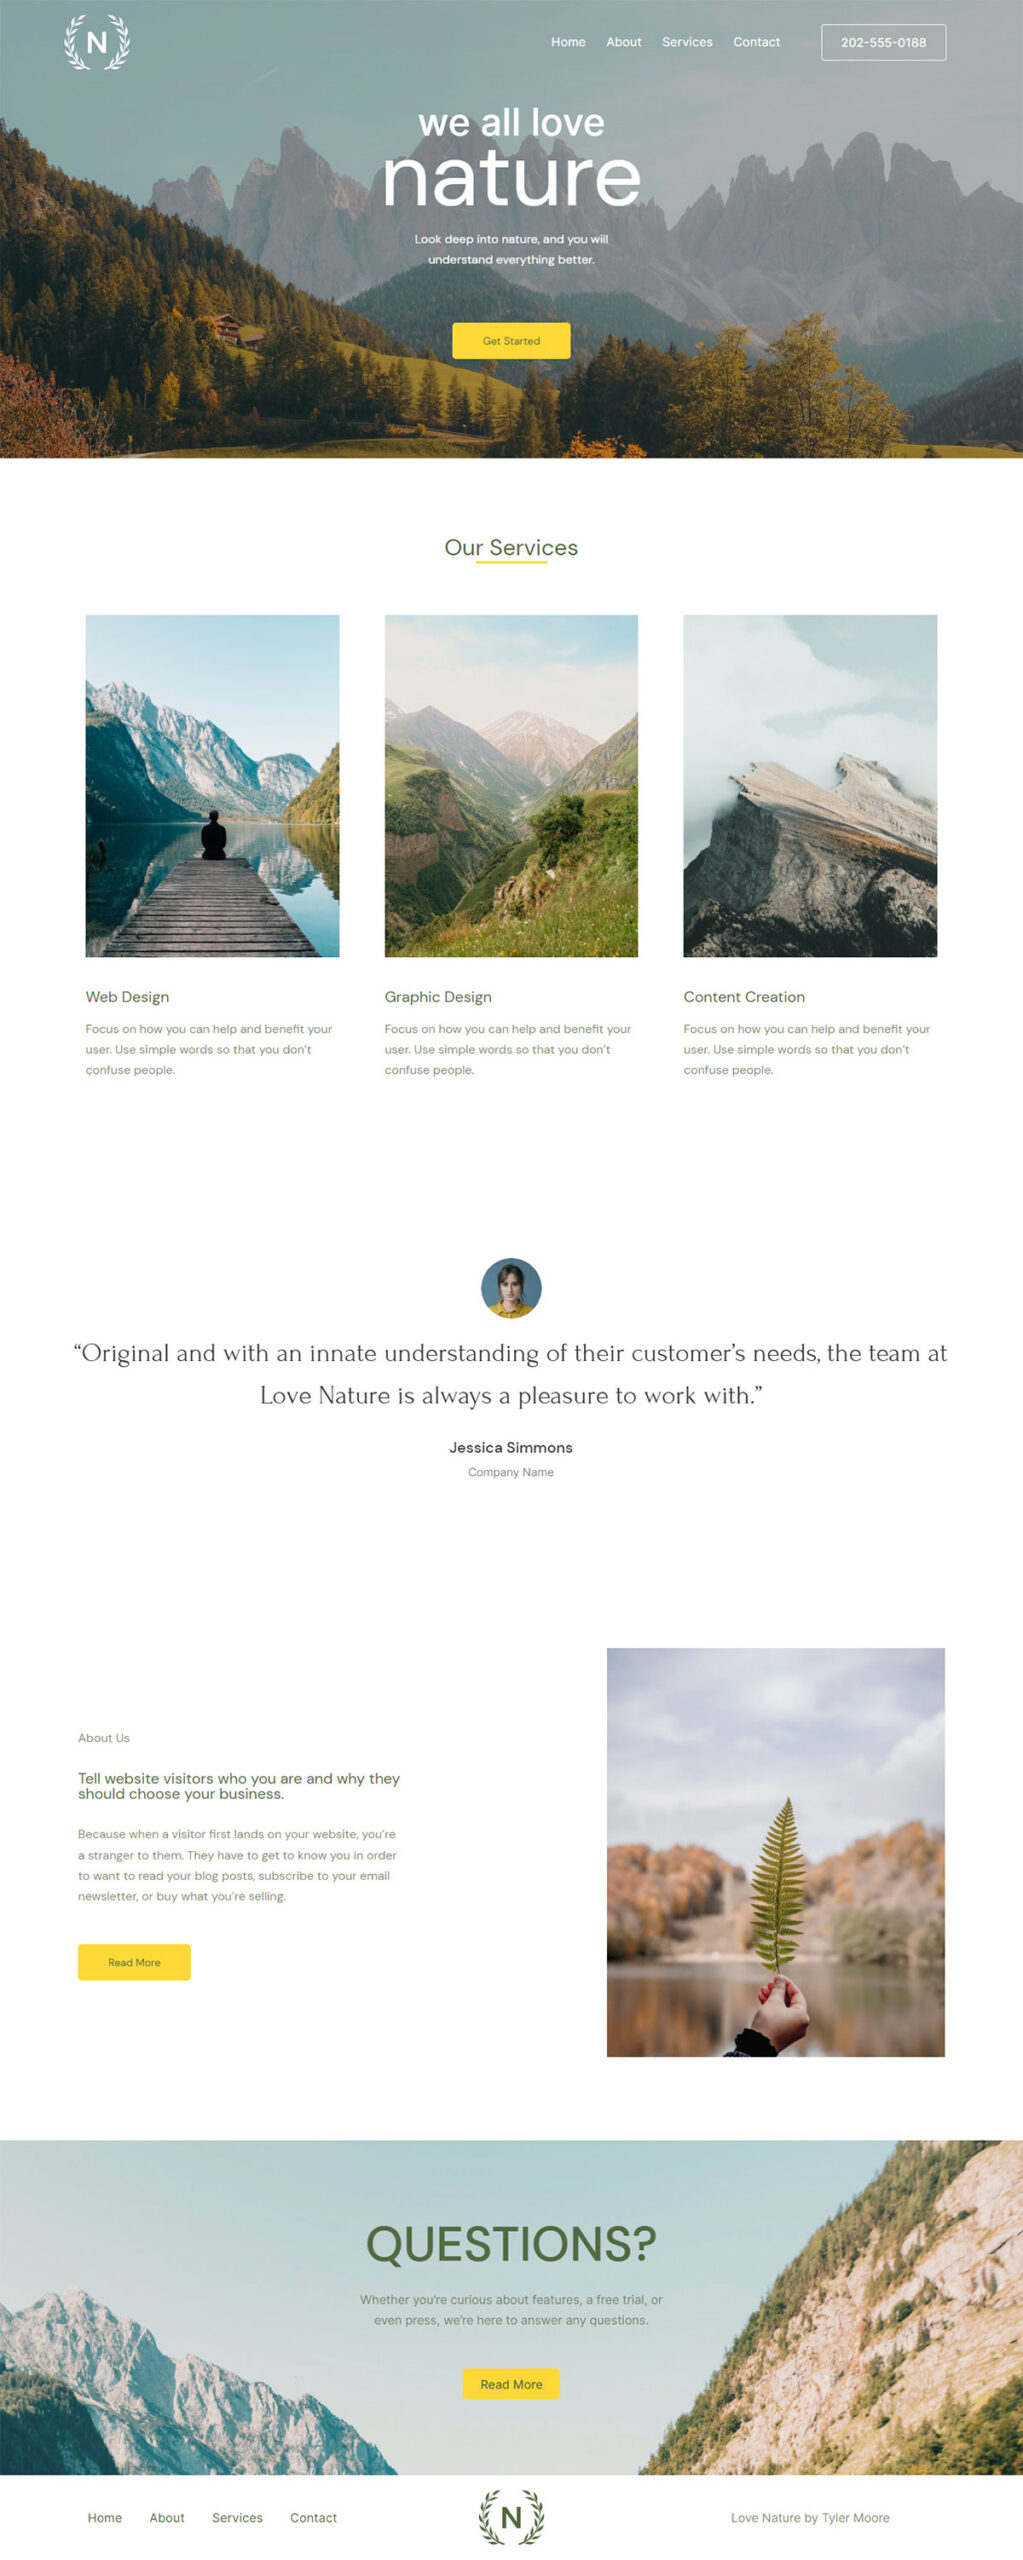 N
Home About Services Contact 202-555-0188
we all love
nature
Look deep into nature, and you will
understand everything better.
Get Started
Our Services
Web Design
Focus on how you can help and benefit your
user. Use simple words so that you don't
confuse people.
Graphic Design
Focus on how you can help and benefit your
user. Use simple words so that you don't
confuse people.
Content Creation
Focus on how you can help and benefit your
user. Use simple words so that you don't
confuse people.
“Original and with an innate understanding of their customer’s needs, the team at
Love Nature is always a pleasure to work with.”
Jessica Simmons
Company Name
About Us
Tell website visitors who you are and why they
should choose your business.
Because when a visitor first lands on your website, you’re
a stranger to them. They have to get to know you in order
to want to read your blog posts, subscribe to your email
newsletter, or buy what you’re selling.
Read More
QUESTIONS?
Whether you’re curious about features, a free trial, or
even press, we’re here to answer any questions.
Read More
Home About Services Contact
N
Love Nature by Tyler Moore